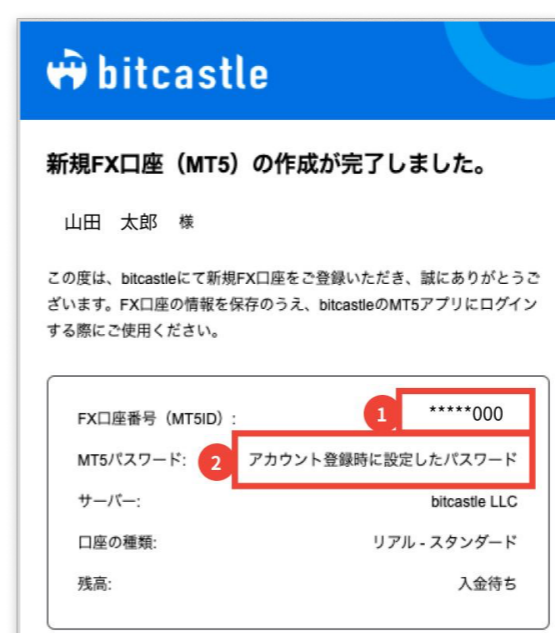 bitcastle
新規FX口座（MT5）の作成が完了しました。
山田　太郎　様
この度は、bitcastleにて新規FX口座をご登録いただき、誠にありがとうご
ざいます。FX口座の情報を保存のうえ、bitcastleのMT5アプリにログイン
する際にご使用ください。
FX口座番号（MT5ID）: 1 *****000
MT5パスワード: 2 アカウント登録時に設定したパスワード
サーバー: bitcastle LLC
口座の種類: リアル - スタンダード
残高: 入金待ち